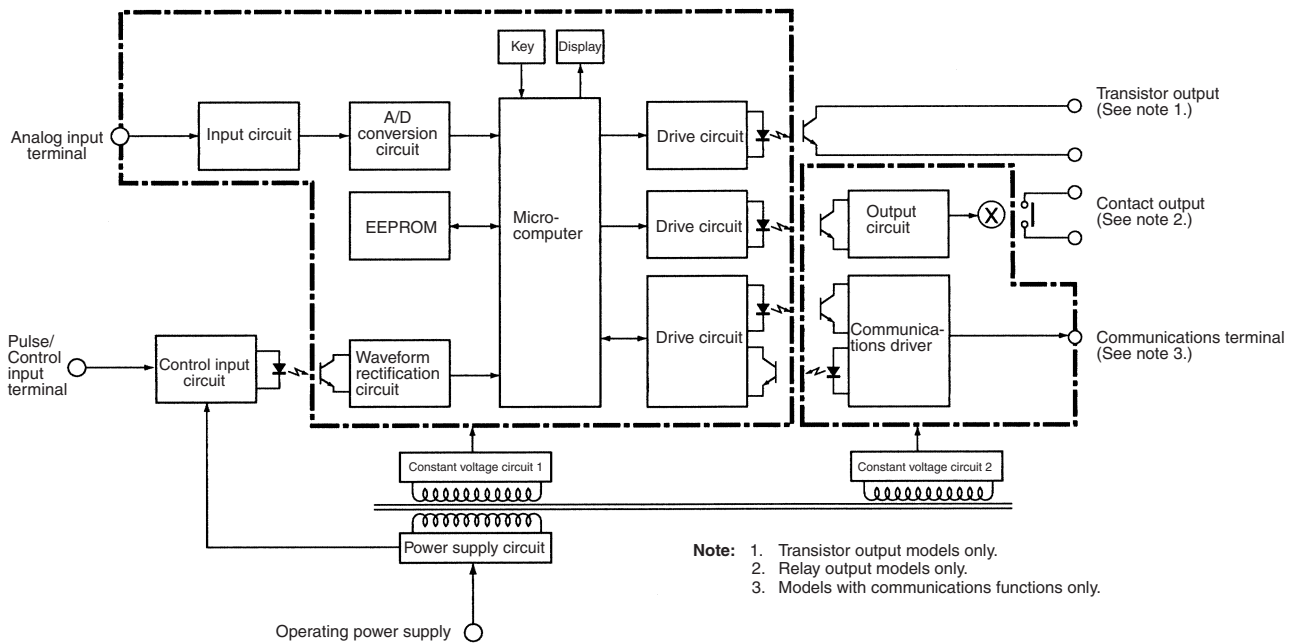 Key
Display
Transistor output
(See note 1.)
Analog input
terminal
Input circuit
A/D
conversion
circuit
Drive circuit
Contact output
(See note 2.)
EEPROM
Micro-
computer
Drive circuit
Output
circuit
X
Pulse/
Control
input
terminal
Control input
circuit
Waveform
rectification
circuit
Drive circuit
Communica-
tions driver
Communications terminal
(See note 3.)
Constant voltage circuit 1
Constant voltage circuit 2
Power supply circuit
Operating power supply
Note: 1. Transistor output models only.
2. Relay output models only.
3. Models with communications functions only.